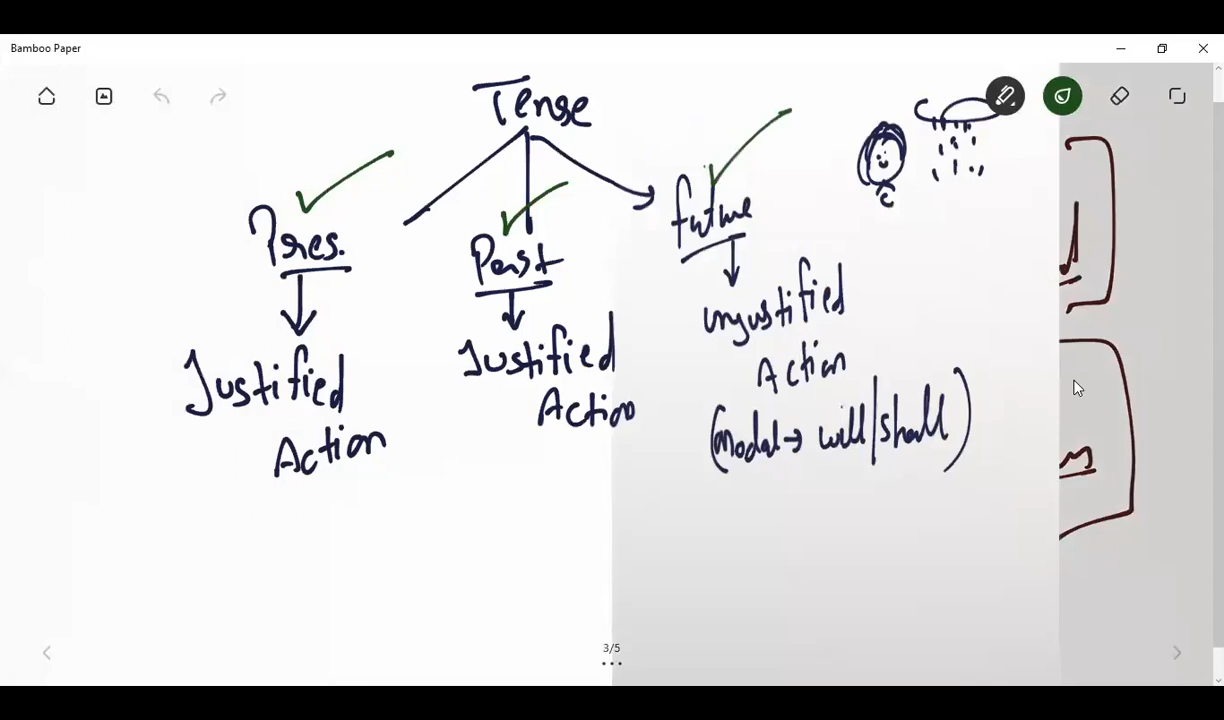 Bamboo Paper
Tense
Pres.
Past
future
Justified
Action
Justified
Action
unjustified
Action
(modal → will/shall)
3/5